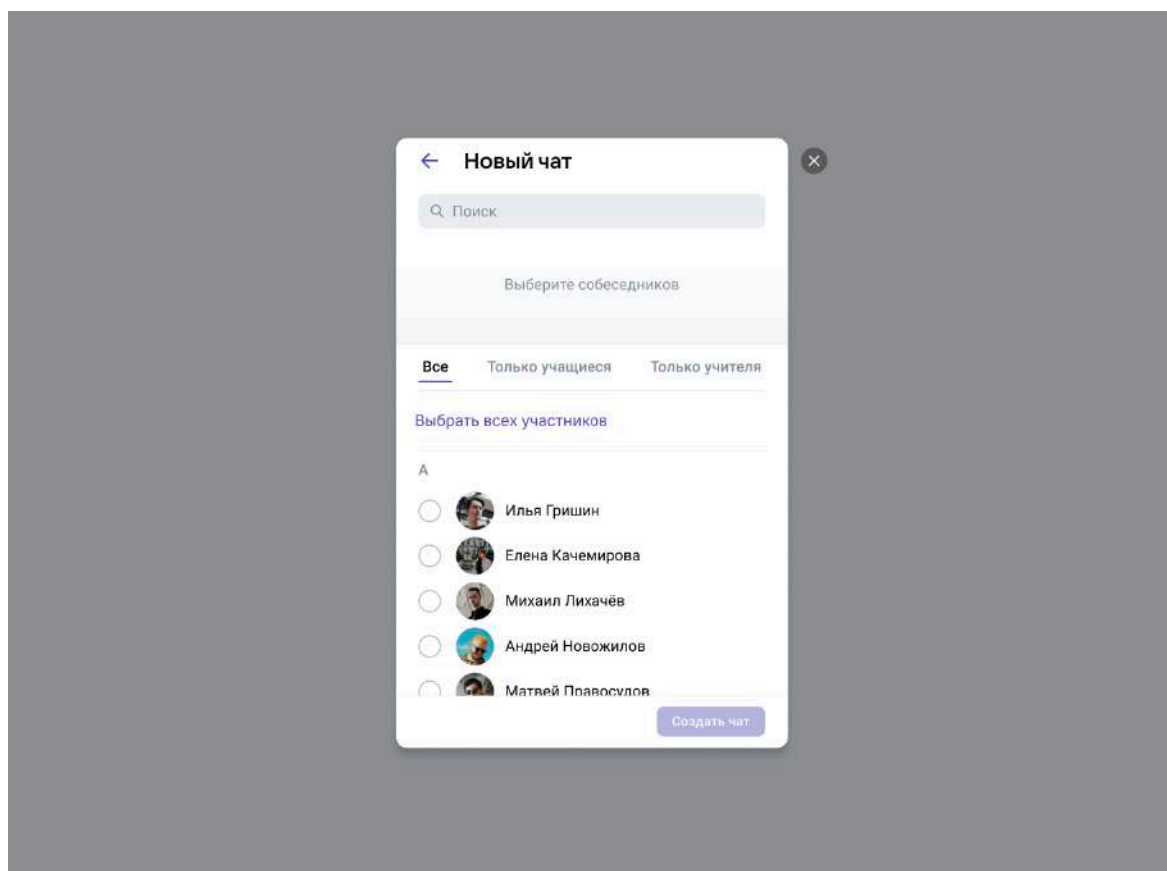 Новый чат
Поиск
Выберите собеседников
Все Только учащиеся Только учителя
Выбрать всех участников
А
Илья Гришин
Елена Качемирова
Михаил Лихачёв
Андрей Новожилов
Матвей Правосудов
Создать чат